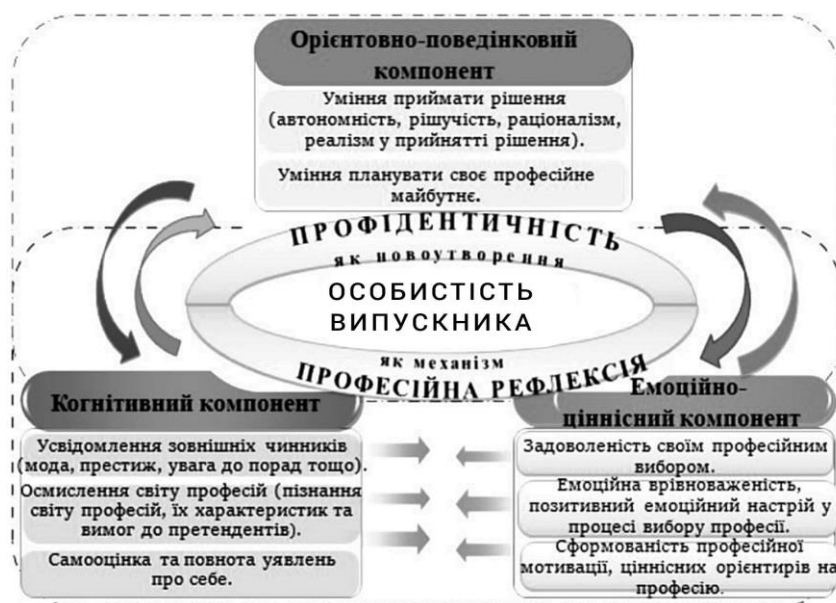 Орієнтовно-поведінковий
компонент
Уміння приймати рішення
(автономність, рішучість, раціоналізм,
реалізм у прийнятті рішення).
Уміння планувати своє професійне
майбутнє.
ПРОФІДЕНТИЧНІСТЬ
як новоутворення
ОСОБИСТІСТЬ
ВИПУСКНИКА
як механізм
ПРОФЕСІЙНА РЕФЛЕКСІЯ
Когнітивний компонент
Усвідомлення зовнішніх чинників
(мода, престиж, увага до порад тощо).
Осмислення світу професій (пізнання
світу професій, їх характеристик та
вимог до претендентів).
Самооцінка та повнота уявлень
про себе.
Емоційно-
ціннісний компонент
Задоволеність своїм професійним
вибором.
Емоційна врівноваженість,
позитивний емоційний настрій у
процесі вибору професії.
Сформованість професійної
мотивації, ціннісних орієнтирів на
професію.